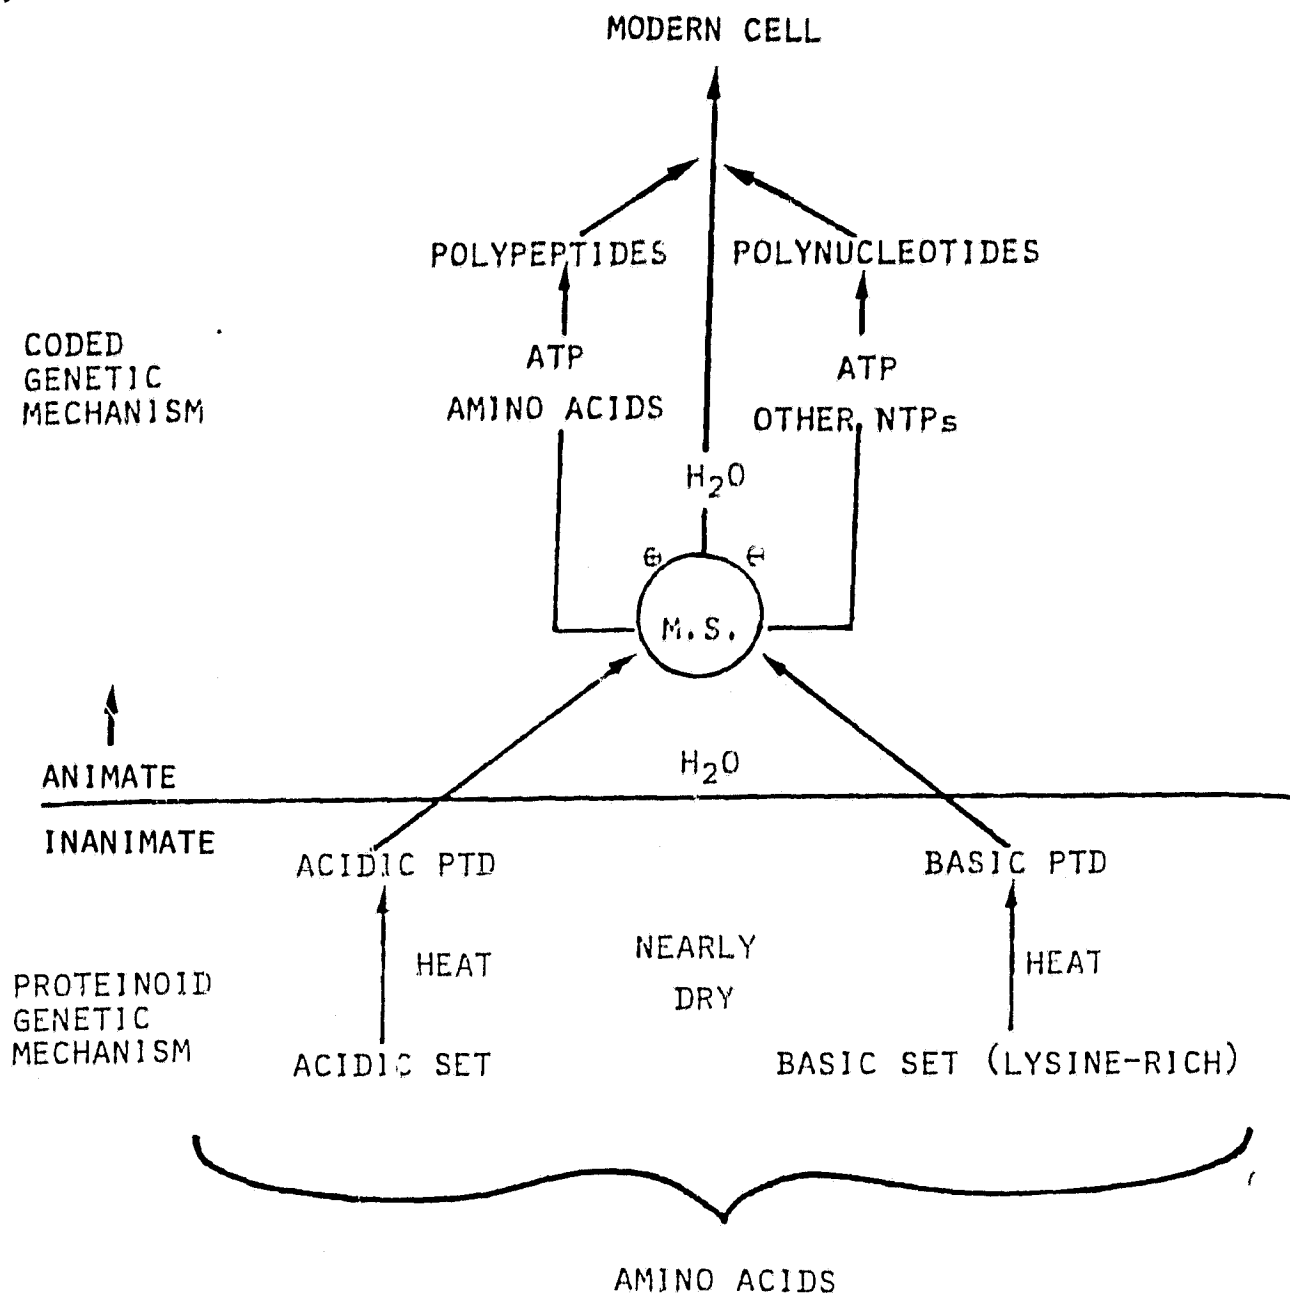 MODERN CELL
POLYPEPTIDES POLYNUCLEOTIDES
CODED
GENETIC
MECHANISM
ATP
AMINO ACIDS
ATP
OTHER NTPs
H2O
⊕ ⊖
M.S.
H2O
ANIMATE
INANIMATE
ACIDIC PTD
BASIC PTD
HEAT
NEARLY
DRY
HEAT
PROTEINOID
GENETIC
MECHANISM
ACIDIC SET
BASIC SET (LYSINE-RICH)
AMINO ACIDS